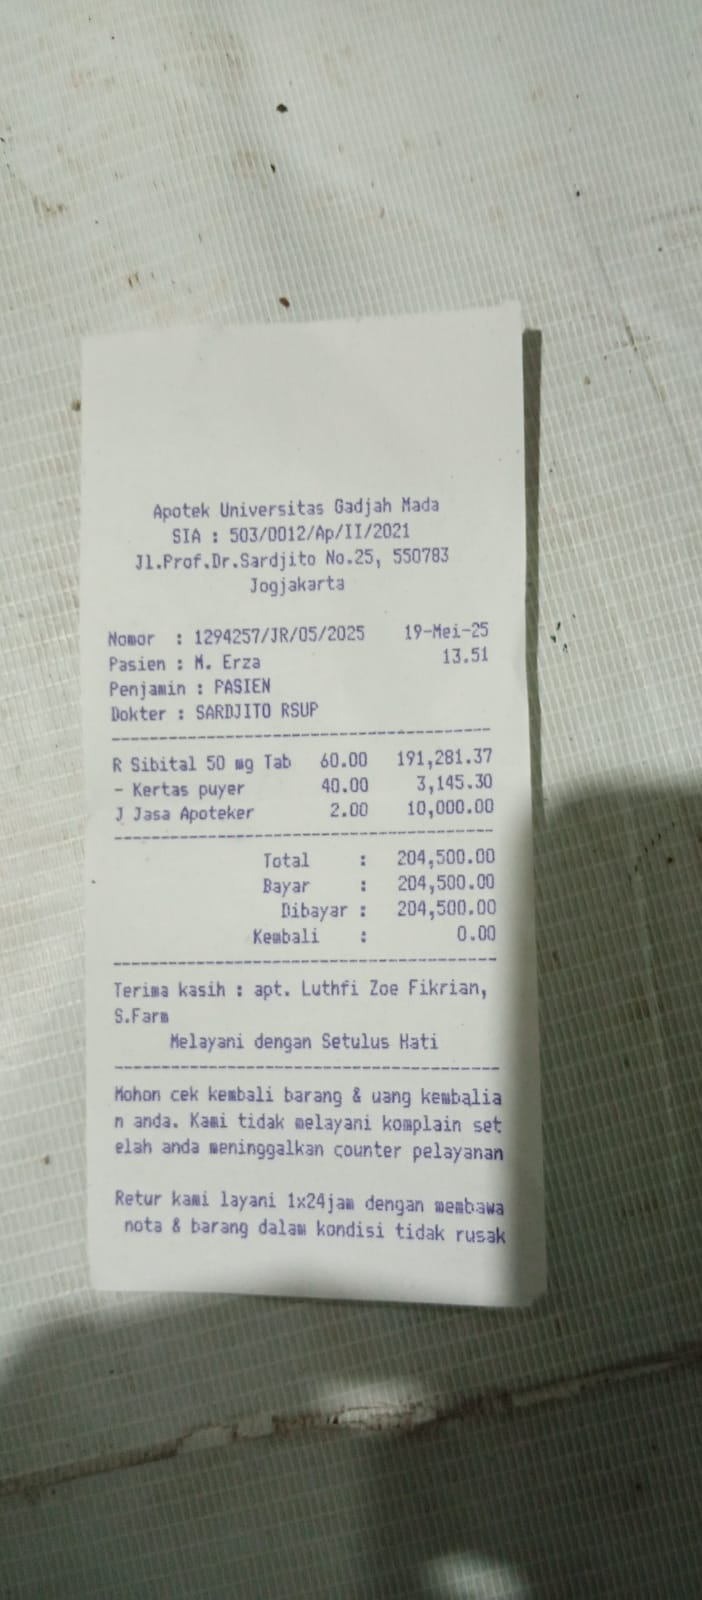 Apotek Universitas Gadjah Mada
SIA : 503/0012/Ap/II/2021
Jl.Prof.Dr.Sardjito No.25, 550783
Jogjakarta
Nomor : 1294257/JR/05/2025 19-Mei-25
Pasien : M. Erza 13.51
Penjamin : PASIEN
Dokter : SARDJITO RSUP
R Sibital 50 mg Tab 60.00 191,281.37
- Kertas puyer 40.00 3,145.30
J Jasa Apoteker 2.00 10,000.00
Total : 204,500.00
Bayar : 204,500.00
Dibayar : 204,500.00
Kembali : 0.00
Terima kasih : apt. Luthfi Zoe Fikrian,
S.Farm
Melayani dengan Setulus Hati
Mohon cek kembali barang & uang kembalia
n anda. Kami tidak melayani komplain set
elah anda meninggalkan counter pelayanan
Retur kami layani 1x24jam dengan membawa
nota & barang dalam kondisi tidak rusak